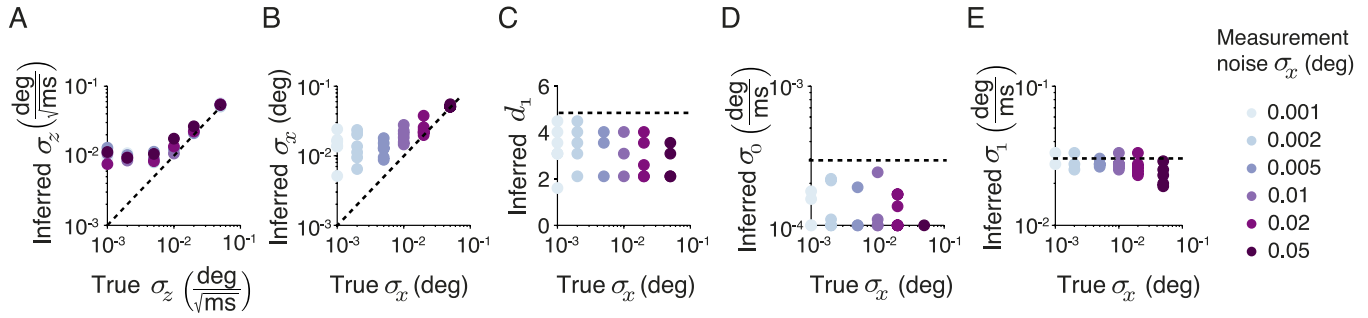 A
B
C
D
E
Inferred σz (deg/√ms)
10⁻¹
10⁻²
10⁻³
10⁻³
10⁻²
10⁻¹
True σz (deg/√ms)
Inferred σx (deg)
10⁻¹
10⁻²
10⁻³
10⁻³
10⁻²
10⁻¹
True σx (deg)
Inferred d1
6
4
2
0
10⁻³
10⁻²
10⁻¹
True σx (deg)
Inferred σ0 (deg/ms)
10⁻³
10⁻⁴
10⁻³
10⁻²
10⁻¹
True σx (deg)
Inferred σ1 (deg/ms)
10⁻¹
10⁻²
10⁻³
10⁻²
10⁻¹
True σx (deg)
Measurement
noise σx (deg)
0.001
0.002
0.005
0.01
0.02
0.05